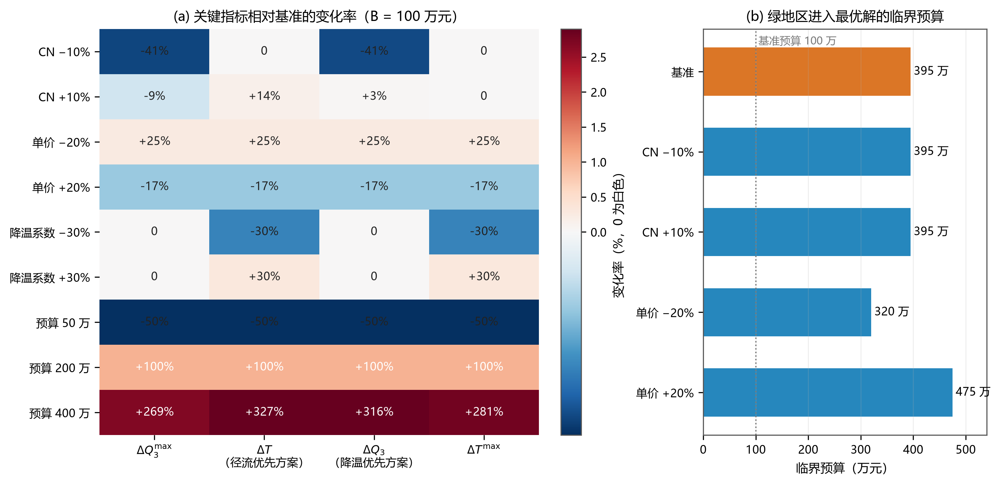 (a) 关键指标相对基准的变化率（B = 100 万元）
CN −10%
-41%
0
-41%
0
CN +10%
-9%
+14%
+3%
0
单价 −20%
+25%
+25%
+25%
+25%
单价 +20%
-17%
-17%
-17%
-17%
降温系数 −30%
0
-30%
0
-30%
降温系数 +30%
0
+30%
0
+30%
预算 50 万
-50%
-50%
-50%
-50%
预算 200 万
+100%
+100%
+100%
+100%
预算 400 万
+269%
+327%
+316%
+281%
ΔQ₃ᵐᵃˣ
ΔT
（径流优先方案）
ΔQ₃
（降温优先方案）
ΔTᵐᵃˣ
2.5
2.0
1.5
1.0
0.5
0.0
变化率（%，0 为白色）
(b) 绿地区进入最优解的临界预算
基准预算 100 万
基准
395 万
CN −10%
395 万
CN +10%
395 万
单价 −20%
320 万
单价 +20%
475 万
0
100
200
300
400
500
临界预算（万元）